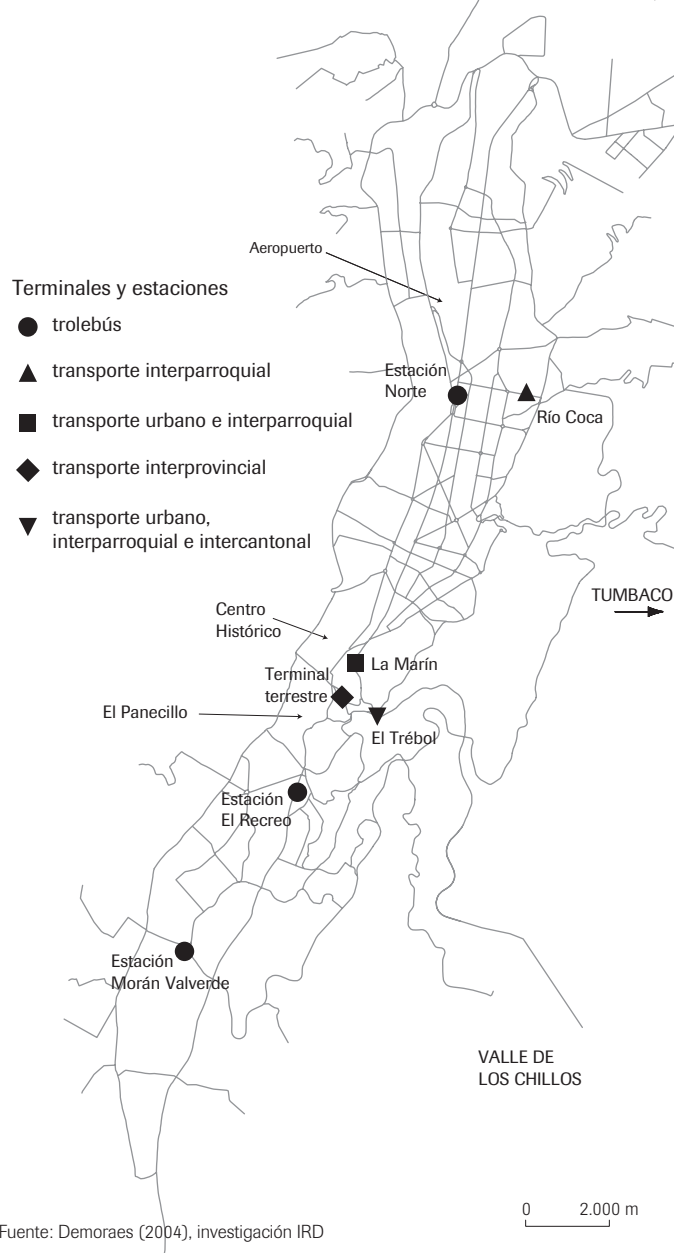 Aeropuerto
Terminales y estaciones
trolebús
transporte interparroquial
transporte urbano e interparroquial
transporte interprovincial
transporte urbano,
interparroquial e intercantonal
Estación
Norte
Río Coca
TUMBACO
Centro
Histórico
La Marín
Terminal
terrestre
El Panecillo
El Trébol
Estación
El Recreo
Estación
Morán Valverde
VALLE DE
LOS CHILLOS
0 2.000 m
Fuente: Demoraes (2004), investigación IRD